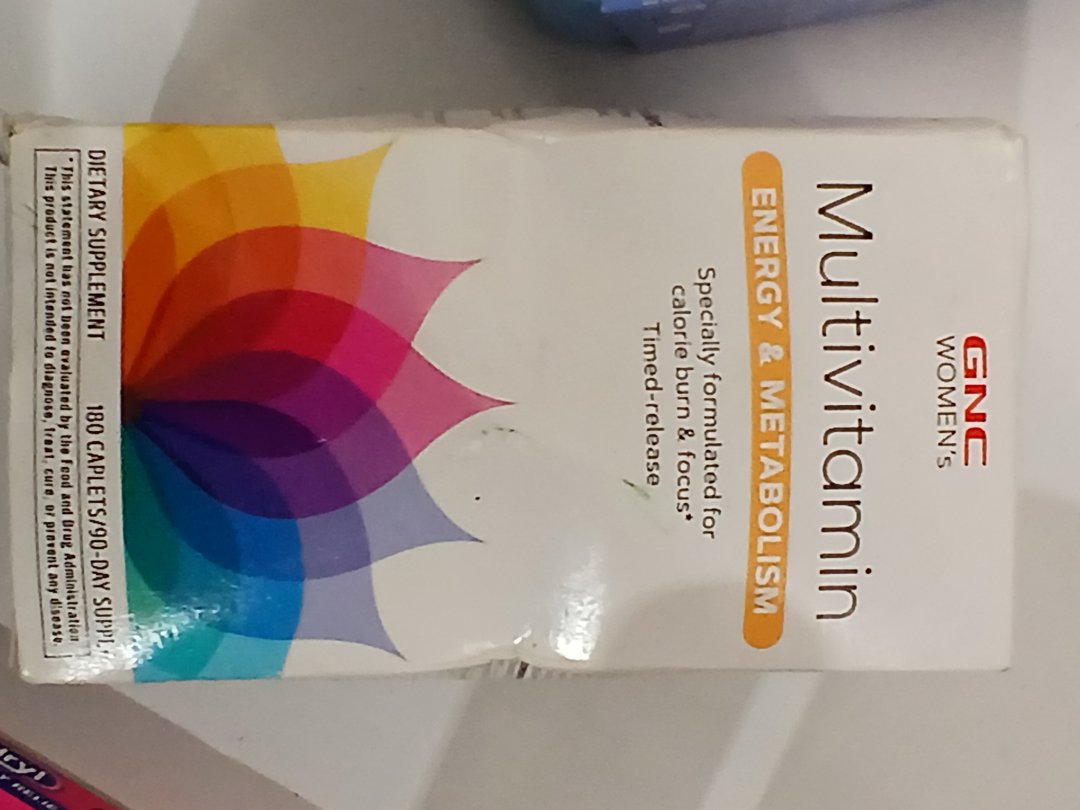 GNC
WOMEN's
Multivitamin
ENERGY & METABOLISM
Specially formulated for
calorie burn & focus*
Timed-release
DIETARY SUPPLEMENT 180 CAPLETS/90-DAY
*This statement has not been evaluated by the Food and Drug Administration
This product is not intended to diagnose, treat, cure, or prevent any disease.